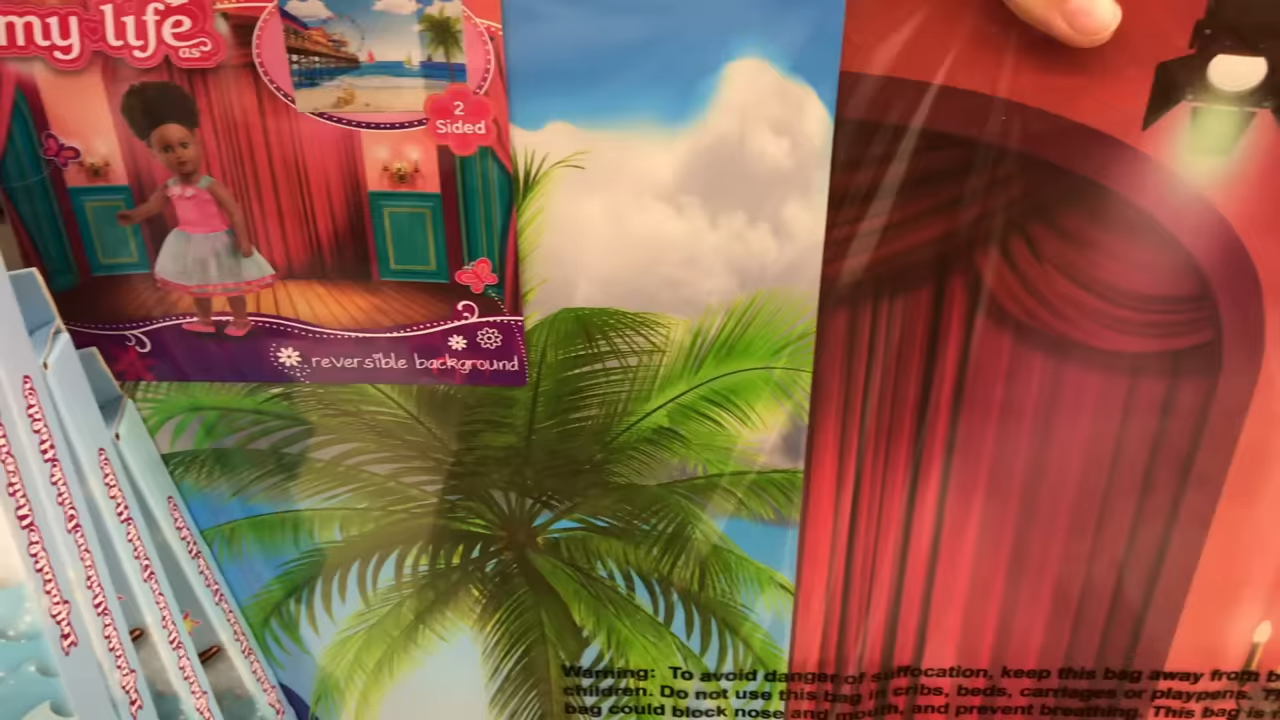 my life
as
2
Sided
reversible background
Warning: To avoid danger of suffocation, keep this bag away from
children. Do not use this bag in cribs, beds, carriages or playpens.
bag could block nose and mouth, and prevent breathing. This bag is